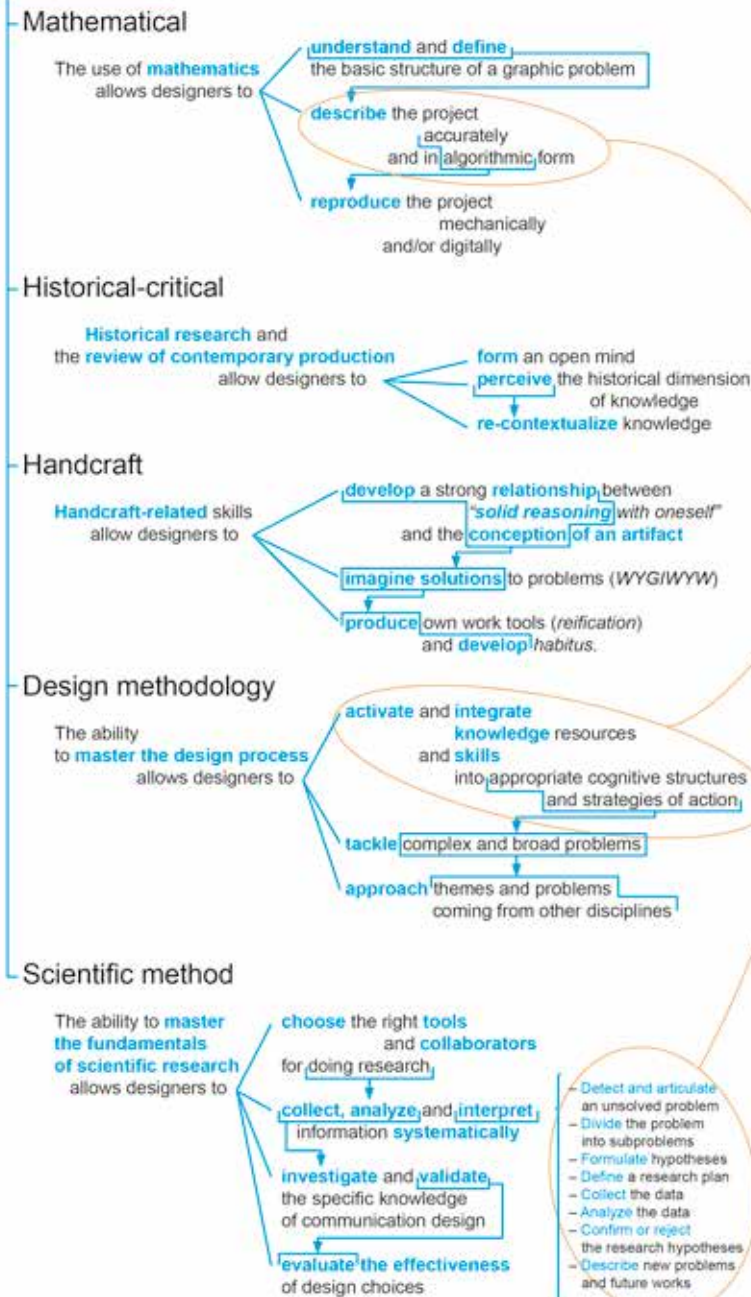 Mathematical
The use of mathematics
allows designers to
understand and define
the basic structure of a graphic problem
describe the project
accurately
and in algorithmic form
reproduce the project
mechanically
and/or digitally
Historical-critical
Historical research and
the review of contemporary production
allow designers to
form an open mind
perceive the historical dimension
of knowledge
re-contextualize knowledge
Handcraft
Handcraft-related skills
allow designers to
develop a strong relationship between
"solid reasoning with oneself"
and the conception of an artifact
imagine solutions to problems (WYGIWYW)
produce own work tools (reification)
and develop habitus.
Design methodology
The ability
to master the design process
allows designers to
activate and integrate
knowledge resources
and skills
into appropriate cognitive structures
and strategies of action
tackle complex and broad problems
approach themes and problems
coming from other disciplines
Scientific method
The ability to master
the fundamentals
of scientific research
allows designers to
choose the right tools
and collaborators
for doing research
collect, analyze and interpret
information systematically
investigate and validate
the specific knowledge
of communication design
evaluate the effectiveness
of design choices
– Detect and articulate
an unsolved problem
– Divide the problem
into subproblems
– Formulate hypotheses
– Define a research plan
– Collect the data
– Analyze the data
– Confirm or reject
the research hypotheses
– Describe new problems
and future works